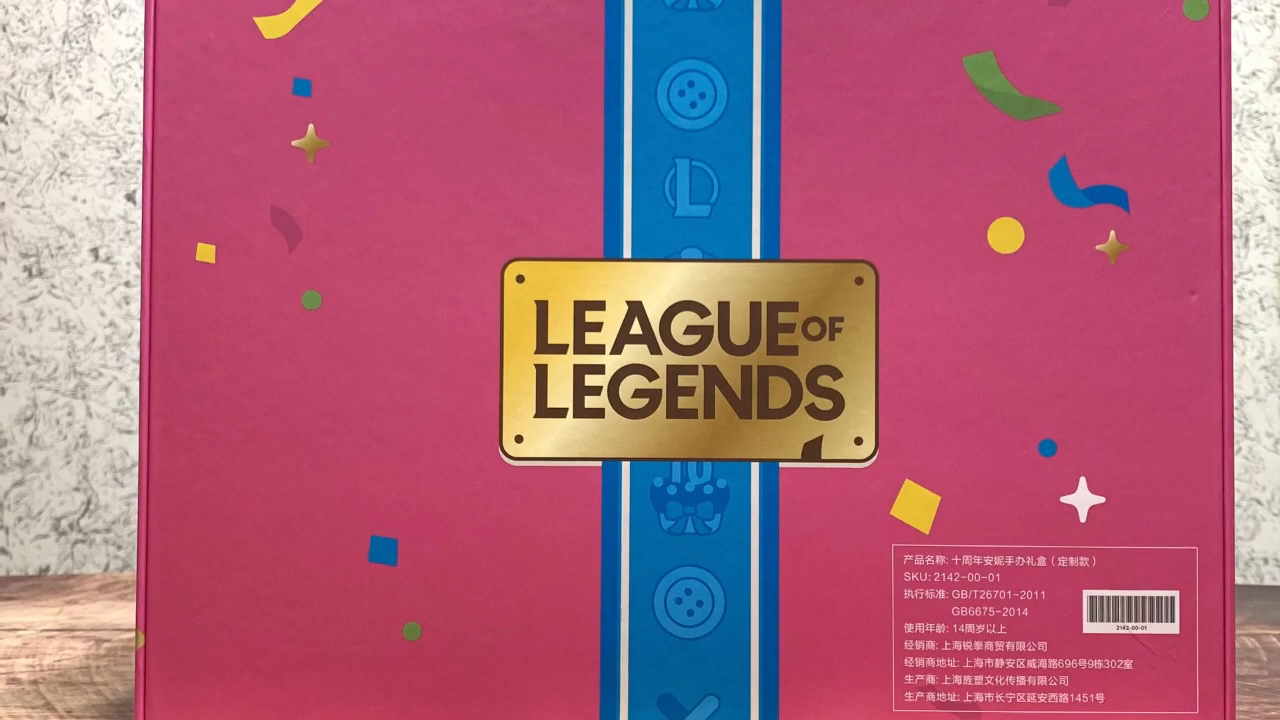 LEAGUE OF
LEGENDS
产品名称: 十周年安妮手办礼盒（定制款）
SKU: 2142-00-01
执行标准: GB/T26701-2011
GB6675-2014
使用年龄: 14周岁以上
经销商: 上海锐拳商贸有限公司
经销商地址: 上海市静安区威海路696号9栋302室
生产商: 上海旌塑文化传播有限公司
生产商地址: 上海市长宁区延安西路1451号
2142-00-01